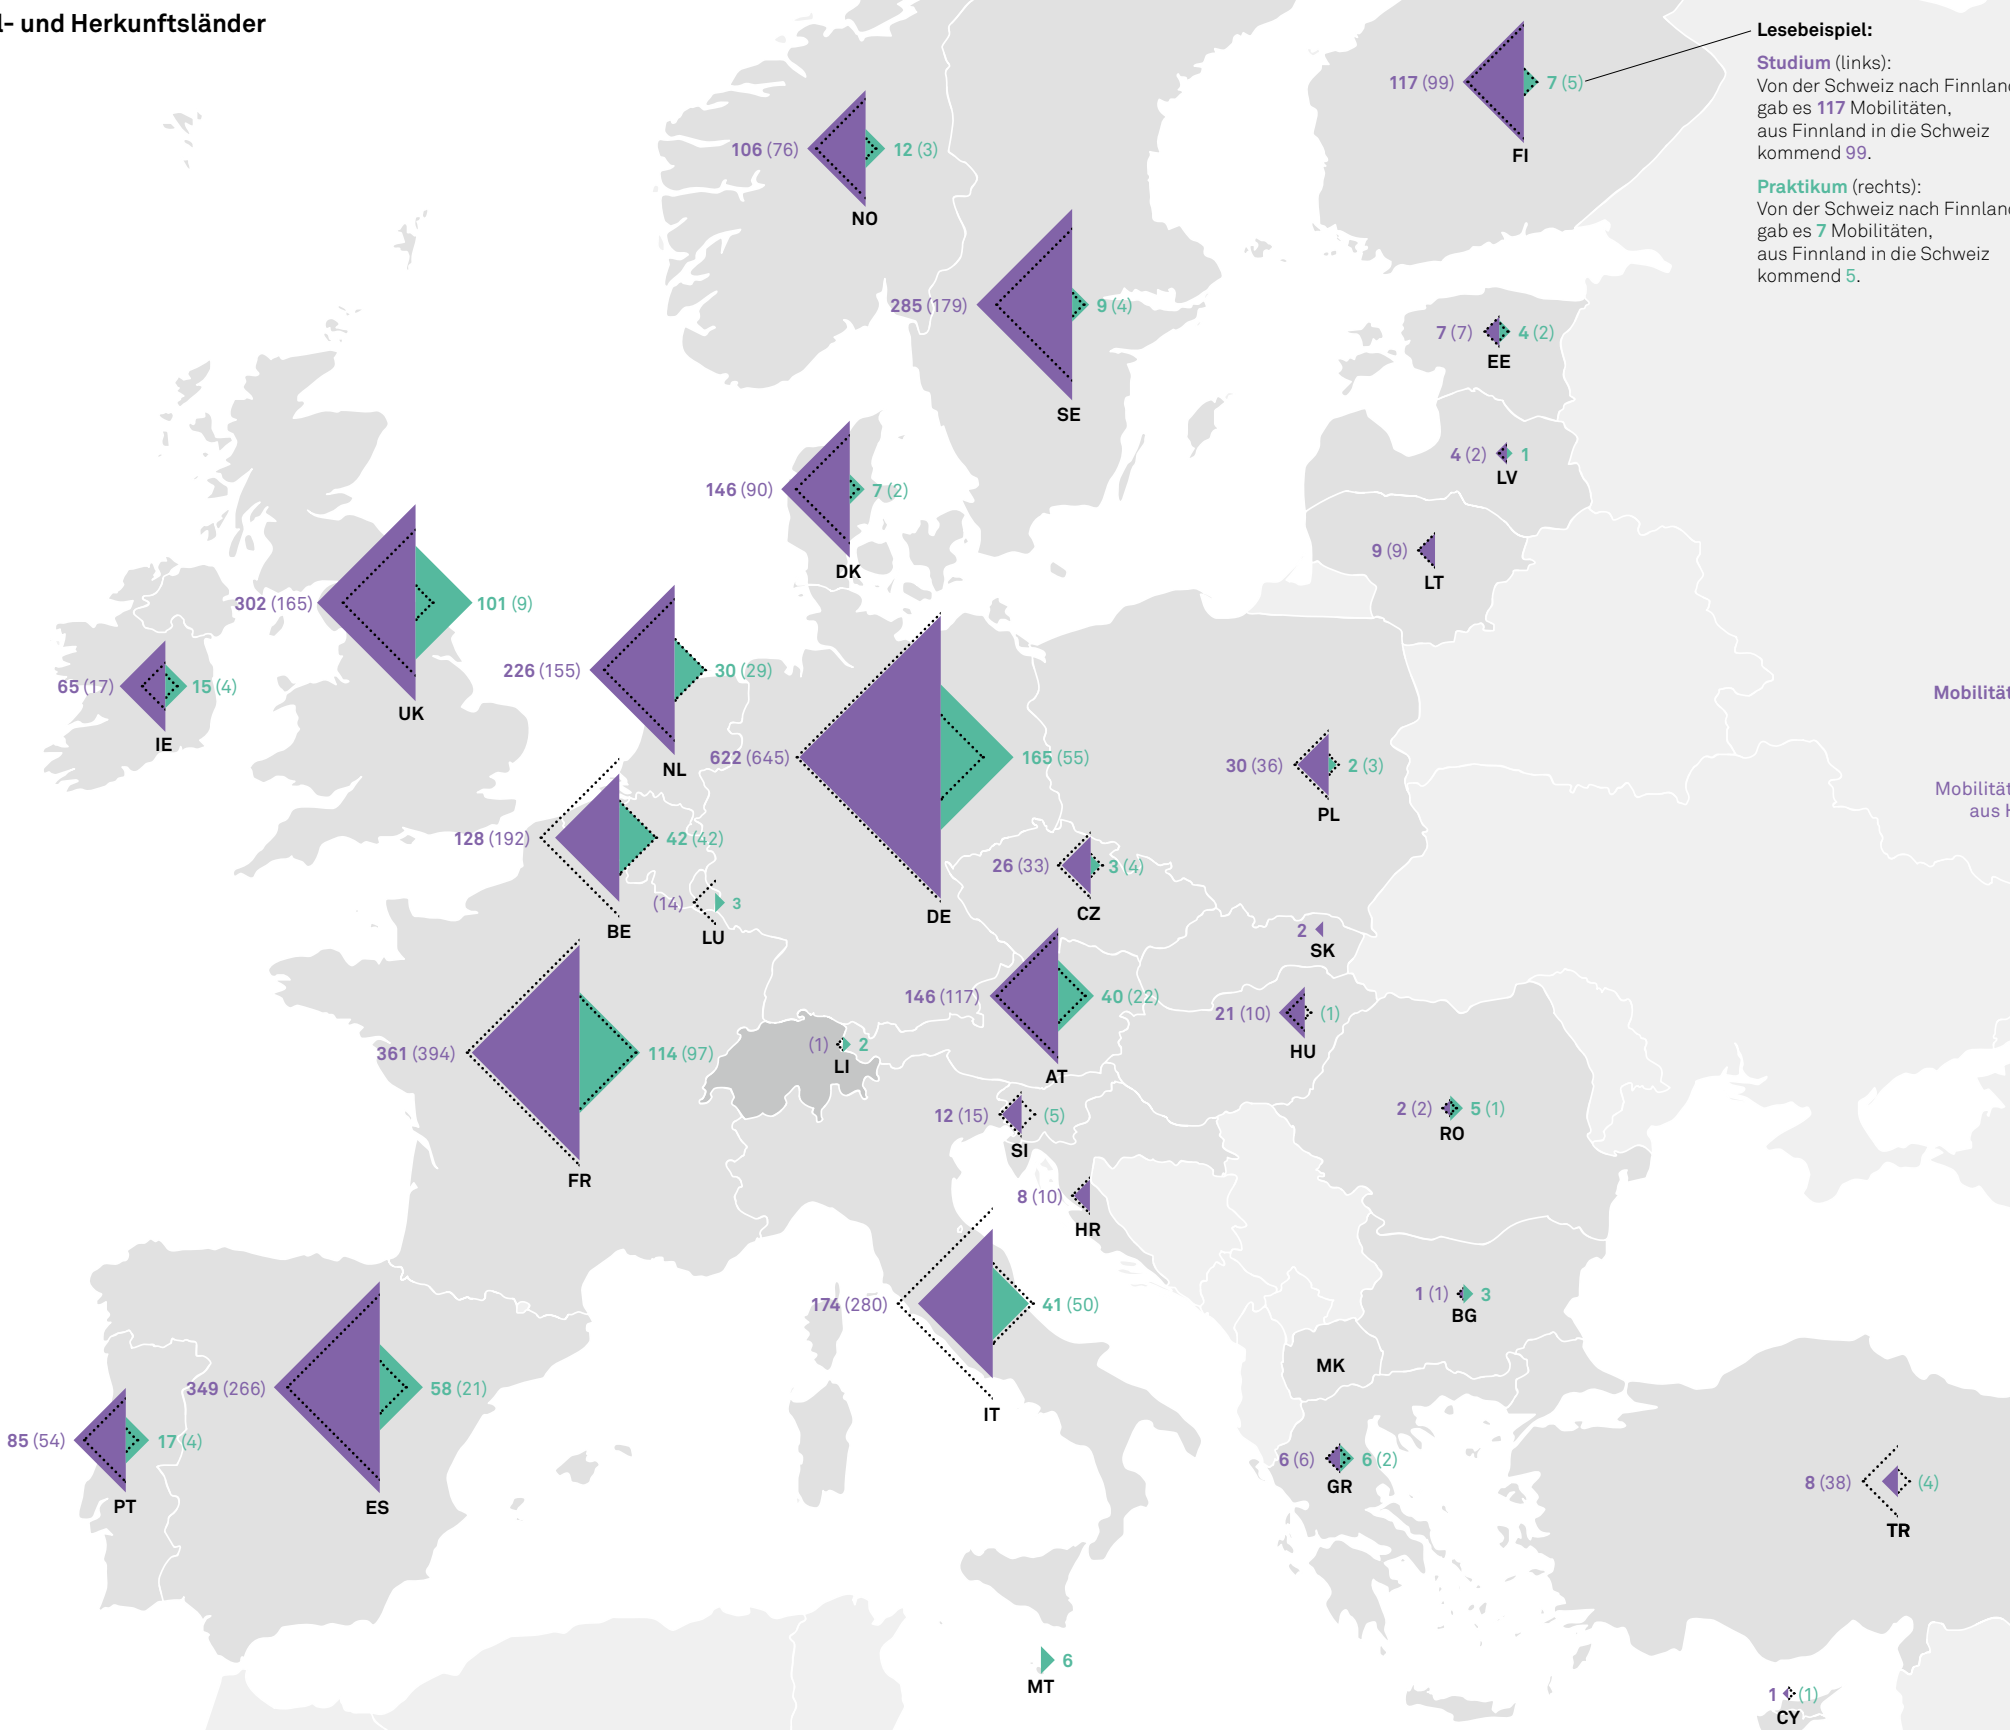 l- und Herkunftsländer
Lesebeispiel:
Studium (links):
Von der Schweiz nach Finnland
gab es 117 Mobilitäten,
aus Finnland in die Schweiz
kommend 99.
Praktikum (rechts):
Von der Schweiz nach Finnland
gab es 7 Mobilitäten,
aus Finnland in die Schweiz
kommend 5.
117 (99) 7 (5)
FI
106 (76) 12 (3)
NO
285 (179) 9 (4)
SE
7 (7) 4 (2)
EE
4 (2) 1
LV
146 (90) 7 (2)
DK
9 (9)
LT
302 (165) 101 (9)
UK
65 (17) 15 (4)
IE
226 (155) 30 (29)
NL
622 (645) 165 (55)
DE
30 (36) 2 (3)
PL
Mobilität
Mobilität
aus H
128 (192) 42 (42)
BE
26 (33) 3 (4)
CZ
(14) 3
LU
2
SK
146 (117) 40 (22)
AT
21 (10) (1)
HU
361 (394) 114 (97)
FR
(1) 2
LI
12 (15) (5)
SI
2 (2) 5 (1)
RO
8 (10)
HR
174 (280) 41 (50)
IT
1 (1) 3
BG
MK
349 (266) 58 (21)
ES
85 (54) 17 (4)
PT
6 (6) 6 (2)
GR
8 (38) (4)
TR
6
MT
1 (1)
CY